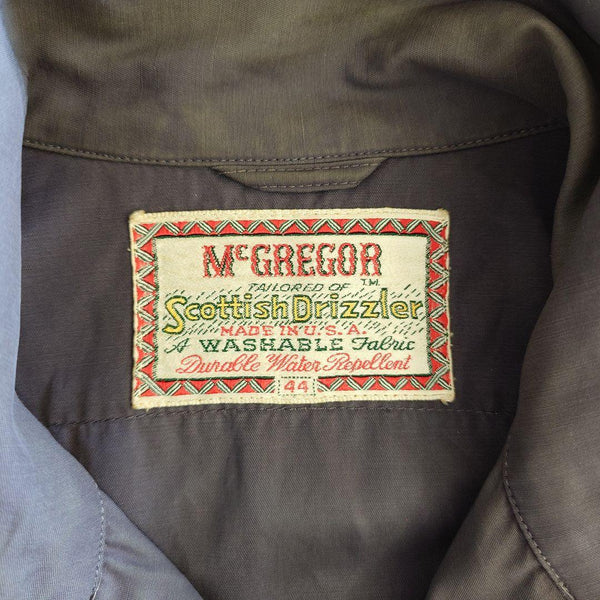 McGREGOR
TAILORED OF TM
Scottish Drizzler
MADE IN U.S.A.
A WASHABLE Fabric
Durable Water Repellent
44